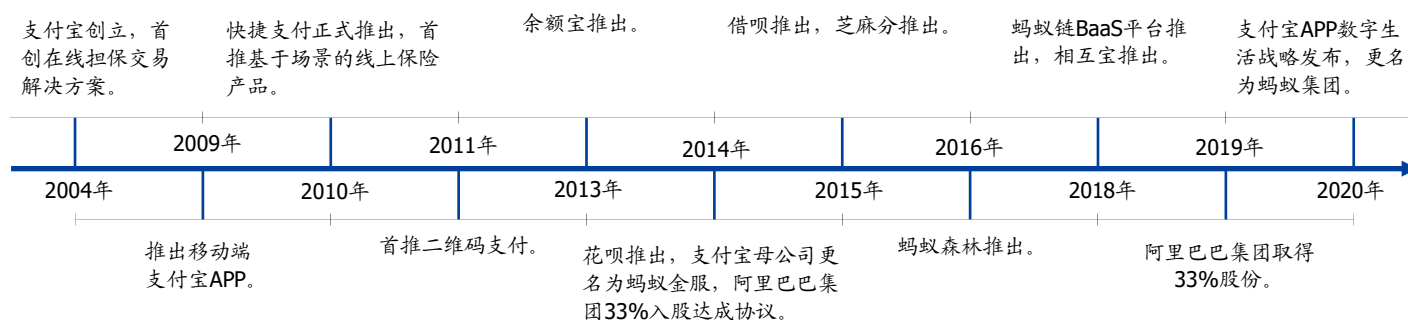 支付宝创立，首
创在线担保交易
解决方案。
快捷支付正式推出，首
推基于场景的线上保险
产品。
余额宝推出。
借呗推出，芝麻分推出。
蚂蚁链BaaS平台推
出，相互宝推出。
支付宝APP数字生
活战略发布，更名
为蚂蚁集团。
2009年
2011年
2014年
2016年
2019年
2004年
2010年
2013年
2015年
2018年
2020年
推出移动端
支付宝APP。
首推二维码支付。
花呗推出，支付宝母公司更
名为蚂蚁金服，阿里巴巴集
团33%入股达成协议。
蚂蚁森林推出。
阿里巴巴集团取得
33%股份。